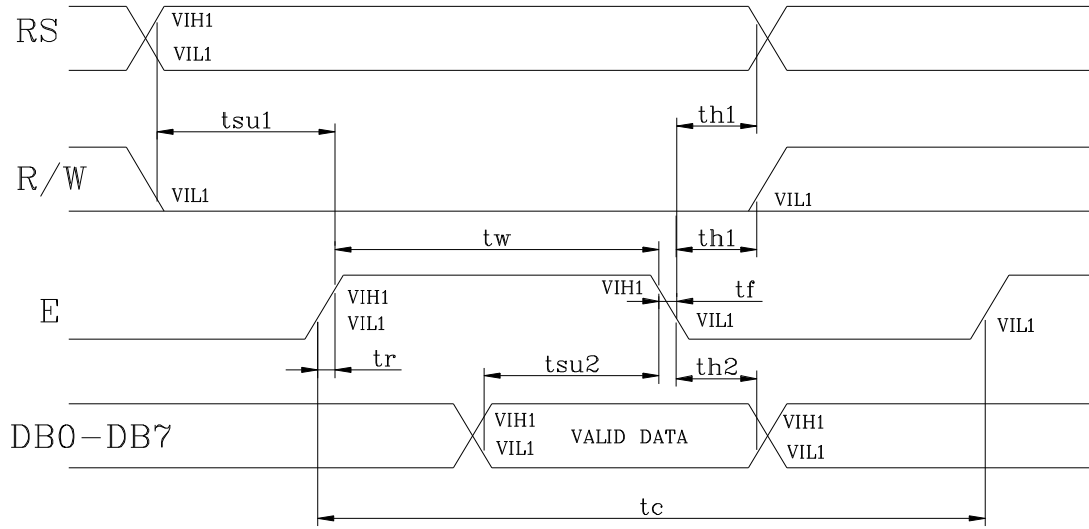 RS
VIH1
VIL1
tsu1
th1
R/W
VIL1
VIL1
tw
th1
E
VIH1
VIL1
VIH1
tf
VIL1
VIL1
tr
tsu2
th2
DB0-DB7
VIH1
VIL1
VALID DATA
VIH1
VIL1
tc